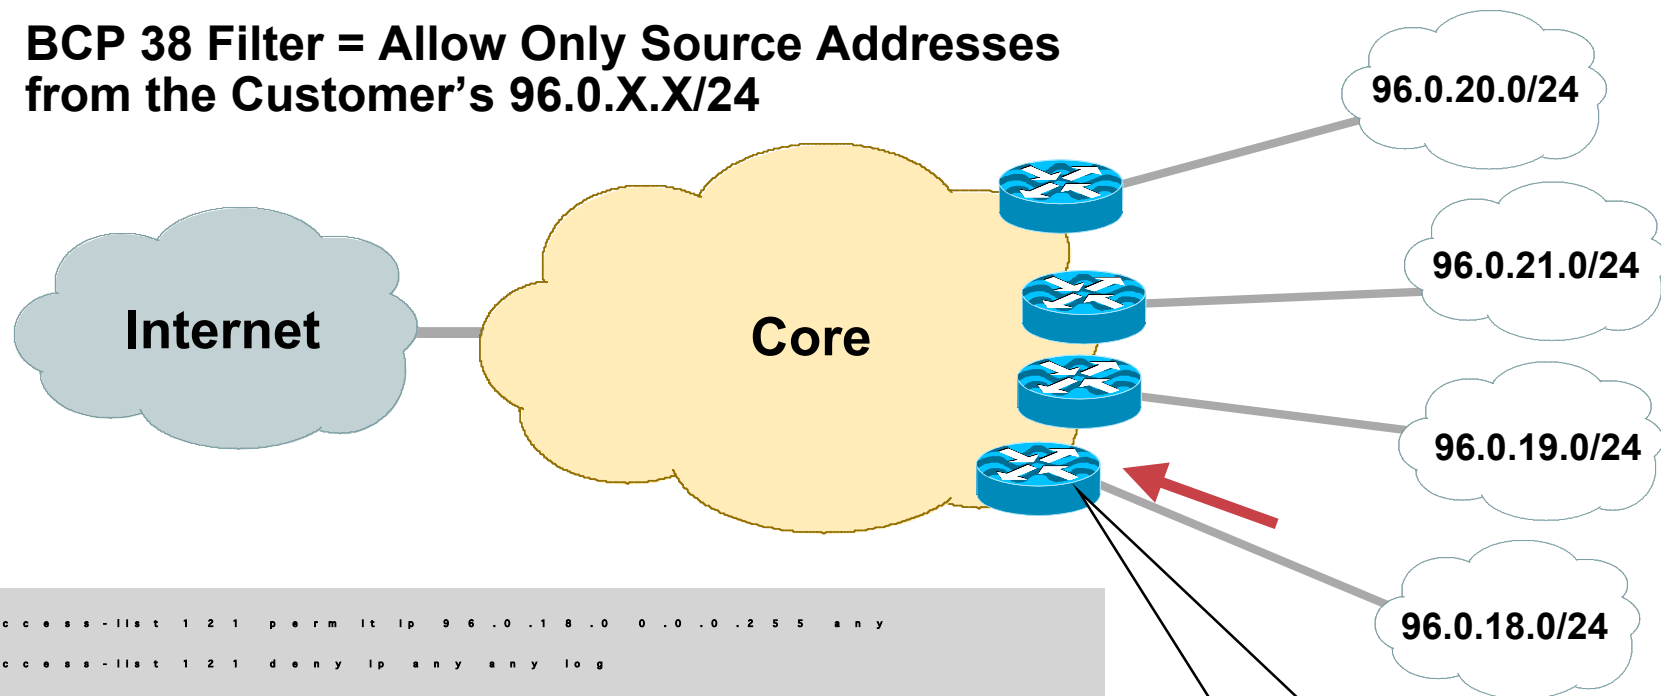 BCP 38 Filter = Allow Only Source Addresses
from the Customer’s 96.0.X.X/24
96.0.20.0/24
96.0.21.0/24
Internet
Core
96.0.19.0/24
96.0.18.0/24
ccess-list 121 permit ip 96.0.18.0 0.0.0.255 any
ccess-list 121 deny ip any any log